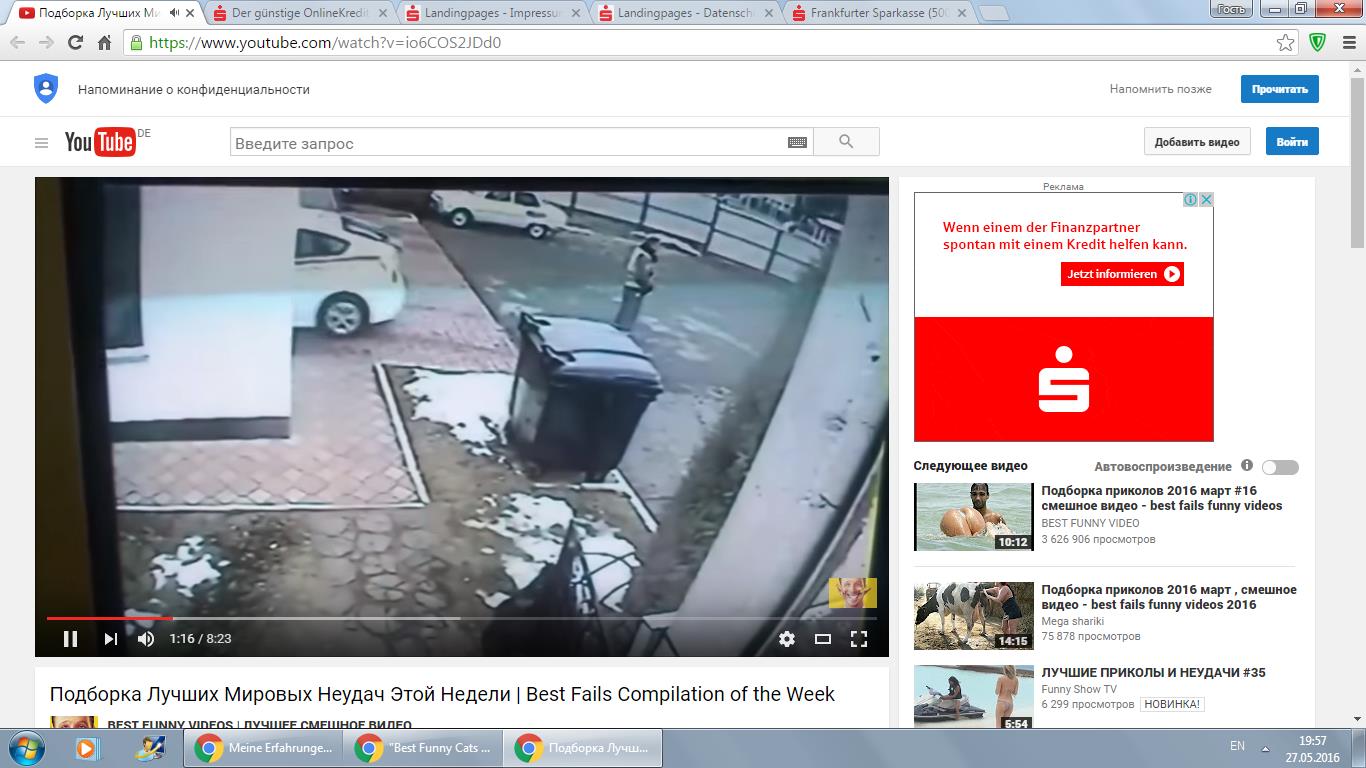 Подборка Лучших Ми
Der günstige OnlineKredit
Landingpages - Impressu
Landingpages - Datensch
Frankfurter Sparkasse (500
Гость
https://www.youtube.com/watch?v=io6COS2JDd0
Напоминание о конфиденциальности
Напомнить позже
Прочитать
YouTube DE
Введите запрос
Добавить видео
Войти
Реклама
Wenn einem der Finanzpartner
spontan mit einem Kredit helfen kann.
Jetzt informieren
1:16 / 8:23
Следующее видео
Автовоспроизведение
10:12
Подборка приколов 2016 март #16
смешное видео - best fails funny videos
BEST FUNNY VIDEO
3 626 906 просмотров
14:15
Подборка приколов 2016 март , смешное
видео - best fails funny videos 2016
Mega shariki
75 878 просмотров
5:54
ЛУЧШИЕ ПРИКОЛЫ И НЕУДАЧИ #35
Funny Show TV
6 299 просмотров НОВИНКА!
Подборка Лучших Мировых Неудач Этой Недели | Best Fails Compilation of the Week
BEST FUNNY VIDEOS | ЛУЧШЕЕ СМЕШНОЕ ВИДЕО
Meine Erfahrunge...
"Best Funny Cats ...
Подборка Лучш...
EN
19:57
27.05.2016